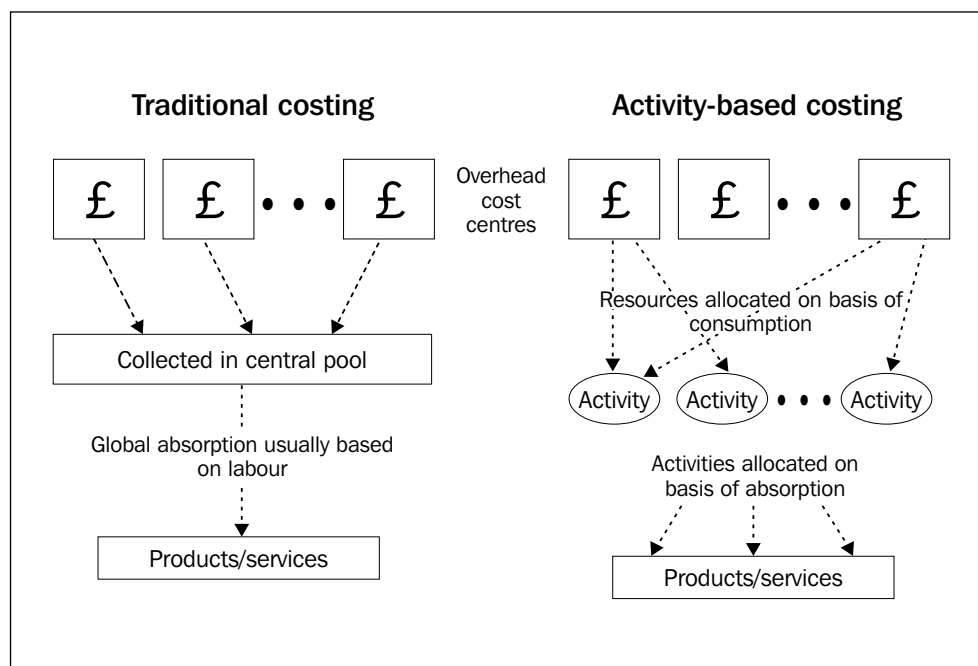 Traditional costing
£
£
£
Collected in central pool
Global absorption usually based
on labour
Products/services
Overhead
cost
centres
Activity-based costing
£
£
£
Resources allocated on basis of
consumption
Activity
Activity
Activity
Activities allocated on
basis of absorption
Products/services